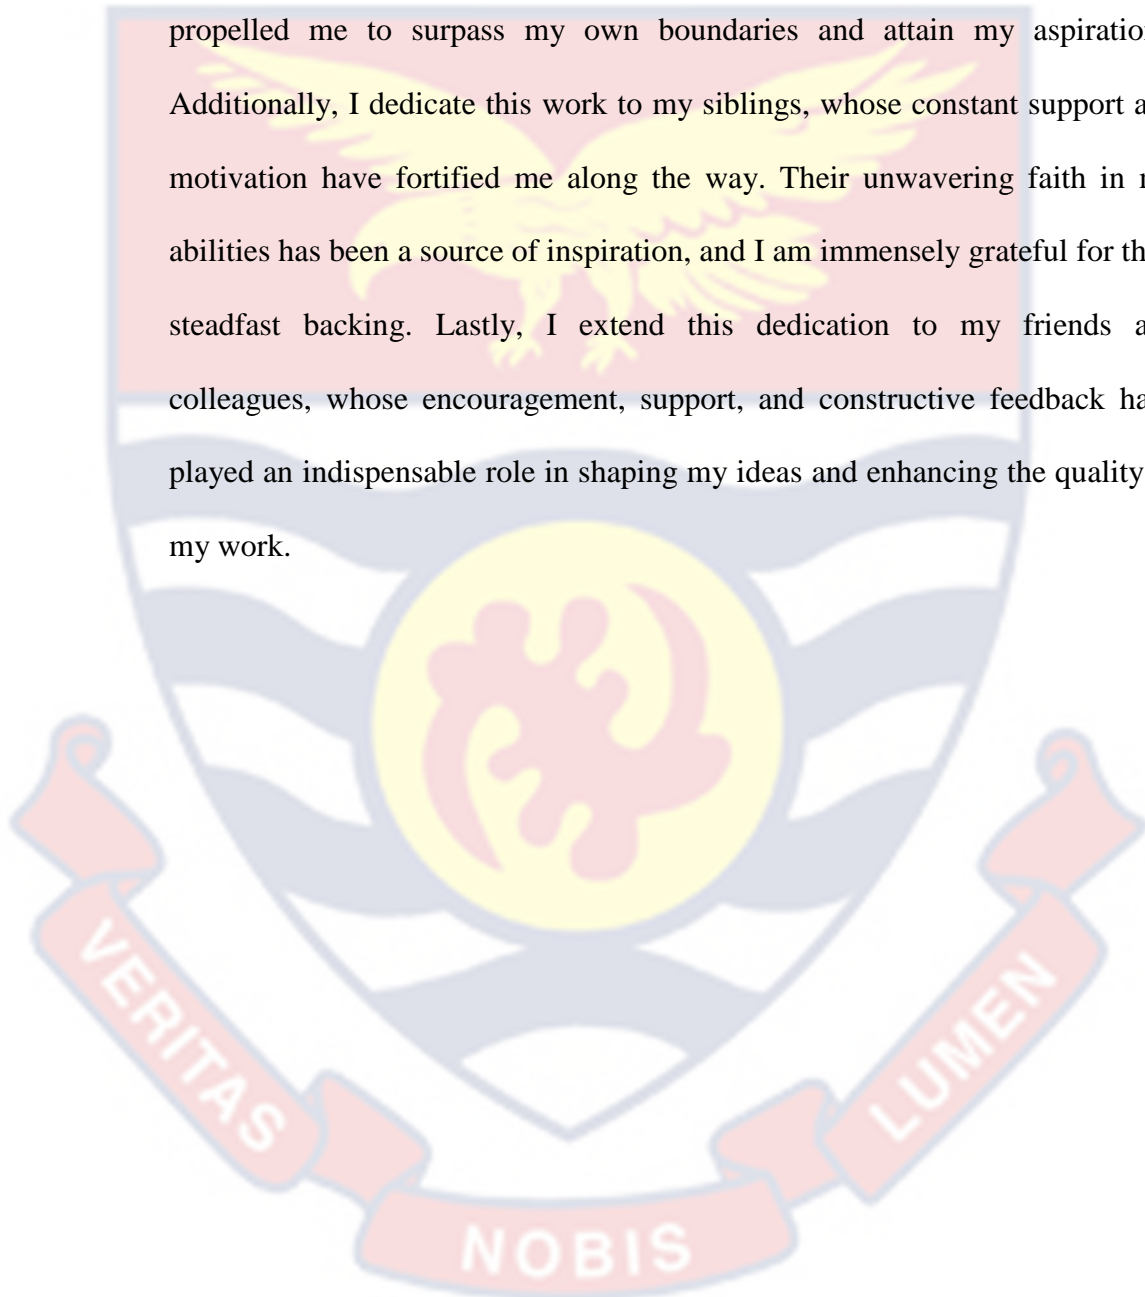 propelled me to surpass my own boundaries and attain my aspiration
Additionally, I dedicate this work to my siblings, whose constant support a
motivation have fortified me along the way. Their unwavering faith in r
abilities has been a source of inspiration, and I am immensely grateful for th
steadfast backing. Lastly, I extend this dedication to my friends a
colleagues, whose encouragement, support, and constructive feedback ha
played an indispensable role in shaping my ideas and enhancing the quality
my work.
VERITAS
NOBIS
LUMEN